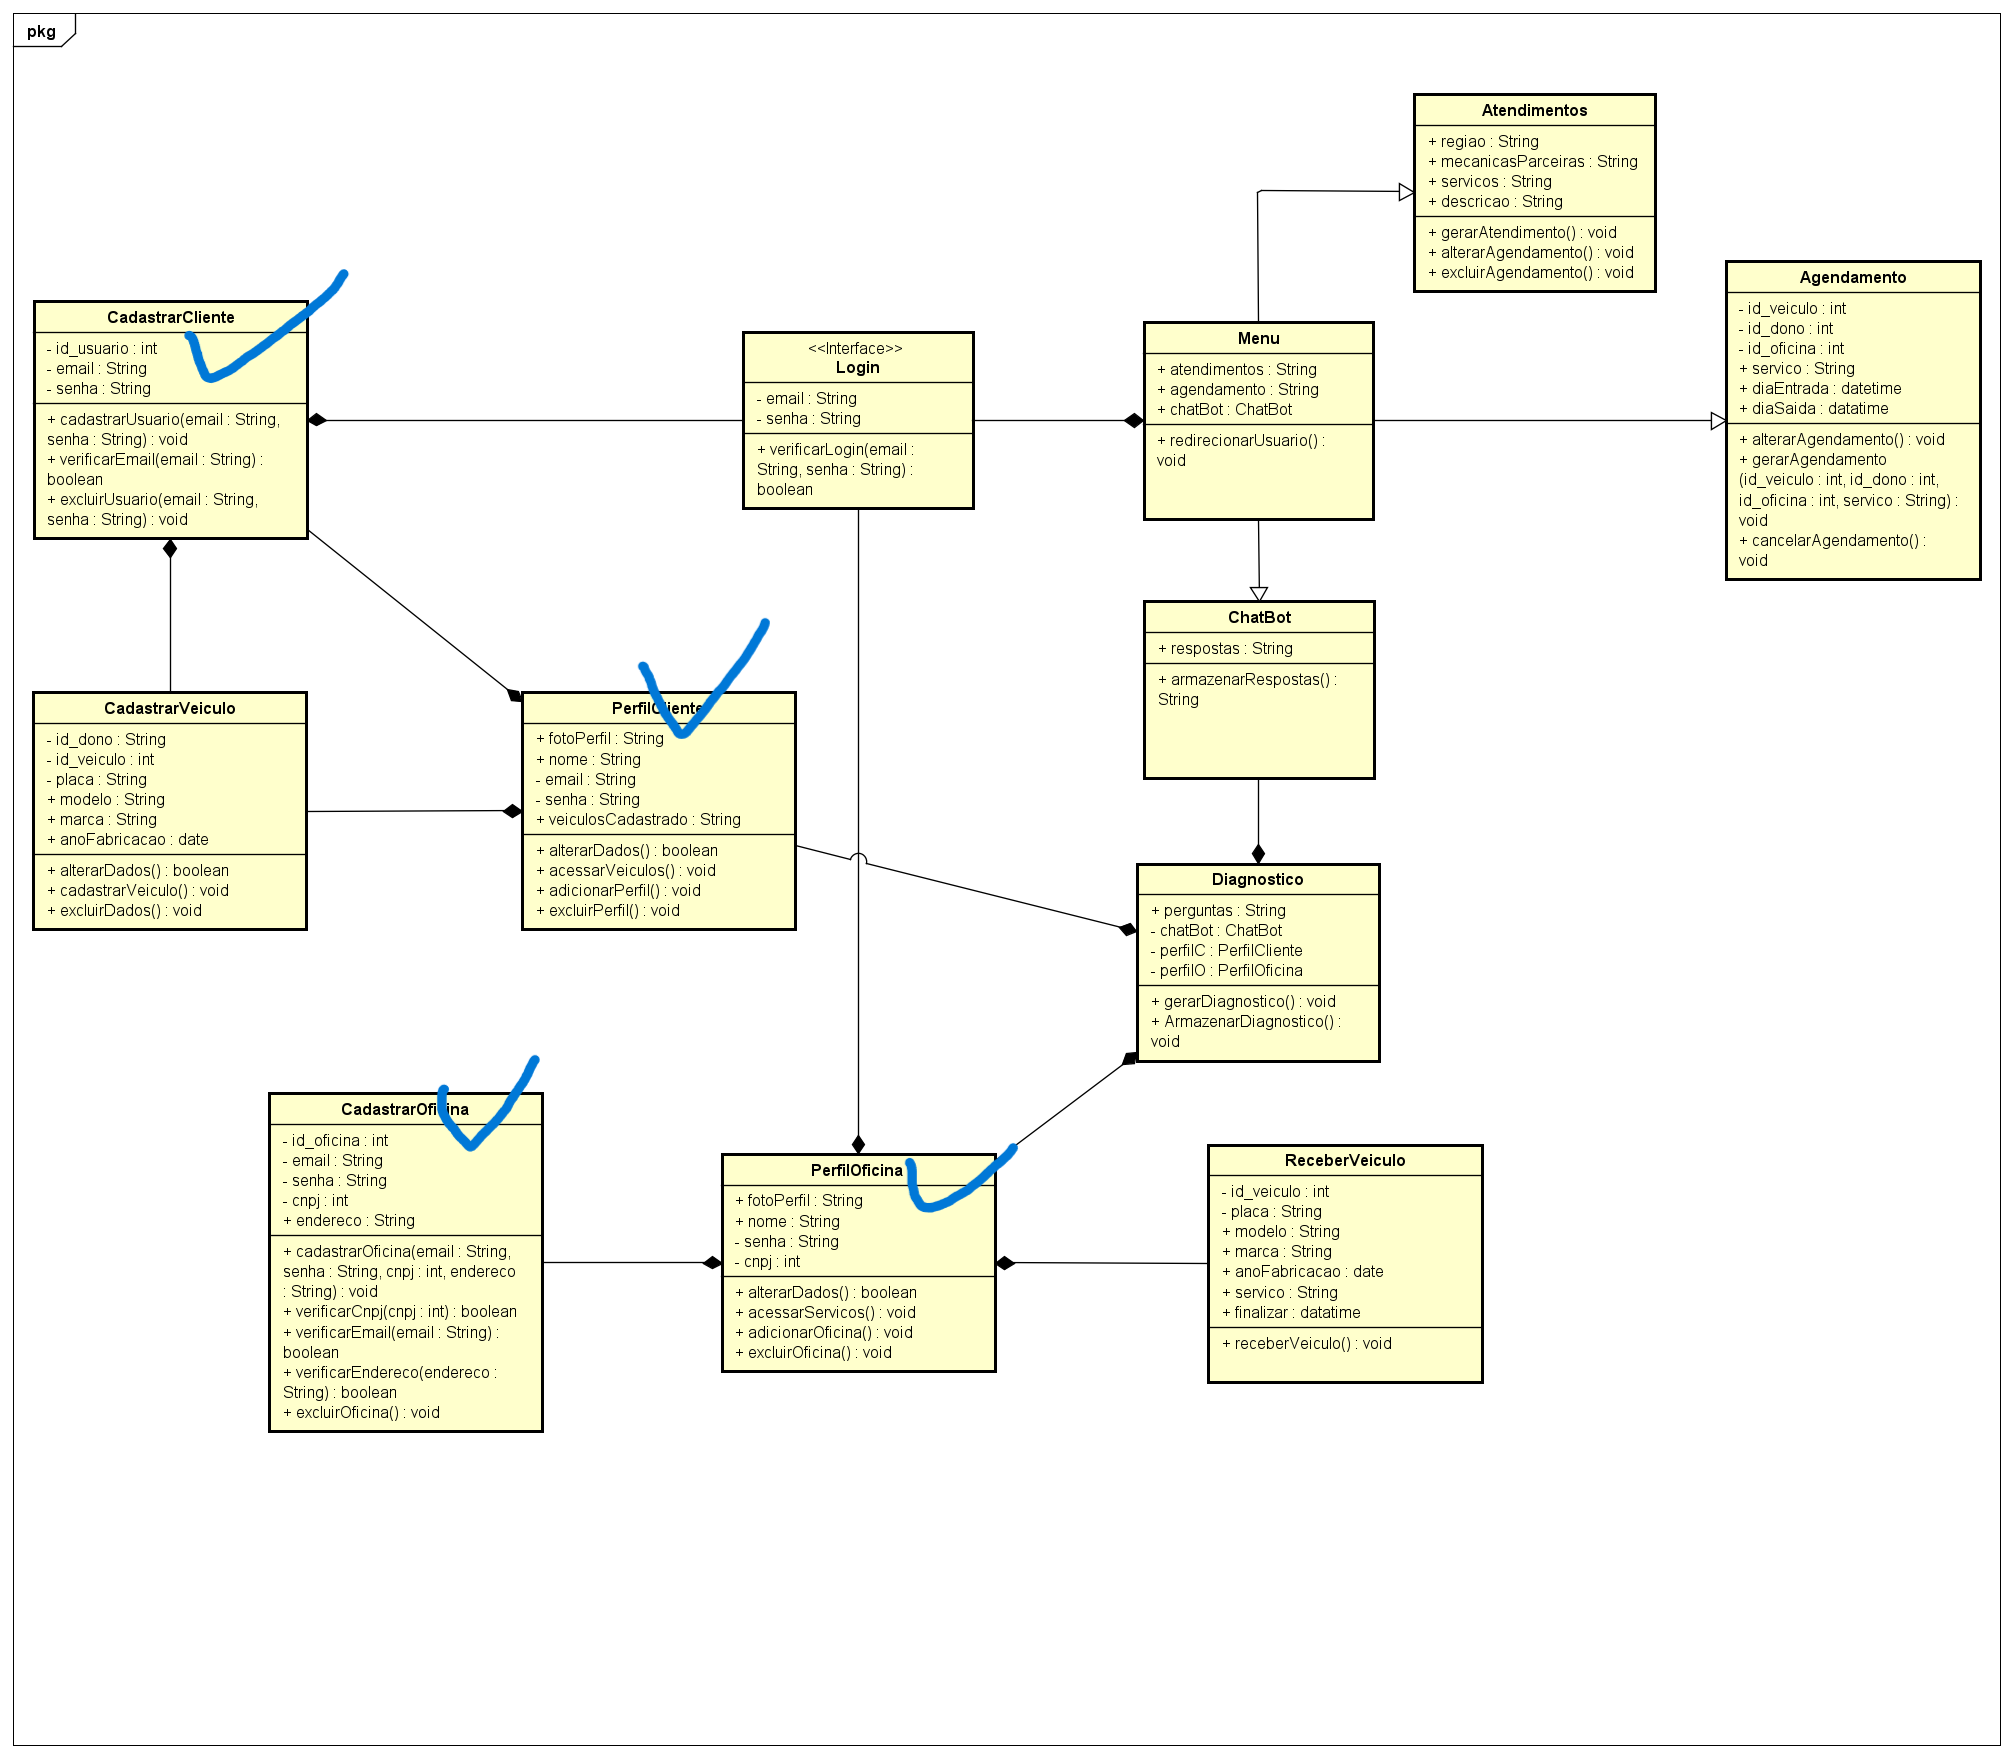 pkg
Atendimentos
+ regiao : String
+ mecanicasParceiras : String
+ servicos : String
+ descricao : String
+ gerarAtendimento() : void
+ alterarAgendamento() : void
+ excluirAgendamento() : void
Agendamento
- id_veiculo : int
- id_dono : int
- id_oficina : int
+ servico : String
+ diaEntrada : datetime
+ diaSaida : datatime
+ alterarAgendamento() : void
+ gerarAgendamento
(id_veiculo : int, id_dono : int,
id_oficina : int, servico : String) :
void
+ cancelarAgendamento() :
void
CadastrarCliente
- id_usuario : int
- email : String
- senha : String
+ cadastrarUsuario(email : String,
senha : String) : void
+ verificarEmail(email : String) :
boolean
+ excluirUsuario(email : String,
senha : String) : void
<<Interface>>
Login
- email : String
- senha : String
+ verificarLogin(email :
String, senha : String) :
boolean
Menu
+ atendimentos : String
+ agendamento : String
+ chatBot : ChatBot
+ redirecionarUsuario() :
void
ChatBot
+ respostas : String
+ armazenarRespostas() :
String
CadastrarVeiculo
- id_dono : String
- id_veiculo : int
- placa : String
+ modelo : String
+ marca : String
+ anoFabricacao : date
+ alterarDados() : boolean
+ cadastrarVeiculo() : void
+ excluirDados() : void
PerfilCliente
+ fotoPerfil : String
+ nome : String
- email : String
- senha : String
+ veiculosCadastrado : String
+ alterarDados() : boolean
+ acessarVeiculos() : void
+ adicionarPerfil() : void
+ excluirPerfil() : void
Diagnostico
+ perguntas : String
- chatBot : ChatBot
- perfilC : PerfilCliente
- perfilO : PerfilOficina
+ gerarDiagnostico() : void
+ ArmazenarDiagnostico() :
void
CadastrarOficina
- id_oficina : int
- email : String
- senha : String
- cnpj : int
+ endereco : String
+ cadastrarOficina(email : String,
senha : String, cnpj : int, endereco
: String) : void
+ verificarCnpj(cnpj : int) : boolean
+ verificarEmail(email : String) :
boolean
+ verificarEndereco(endereco :
String) : boolean
+ excluirOficina() : void
PerfilOficina
+ fotoPerfil : String
+ nome : String
- senha : String
- cnpj : int
+ alterarDados() : boolean
+ acessarServicos() : void
+ adicionarOficina() : void
+ excluirOficina() : void
ReceberVeiculo
- id_veiculo : int
- placa : String
+ modelo : String
+ marca : String
+ anoFabricacao : date
+ servico : String
+ finalizar : datatime
+ receberVeiculo() : void